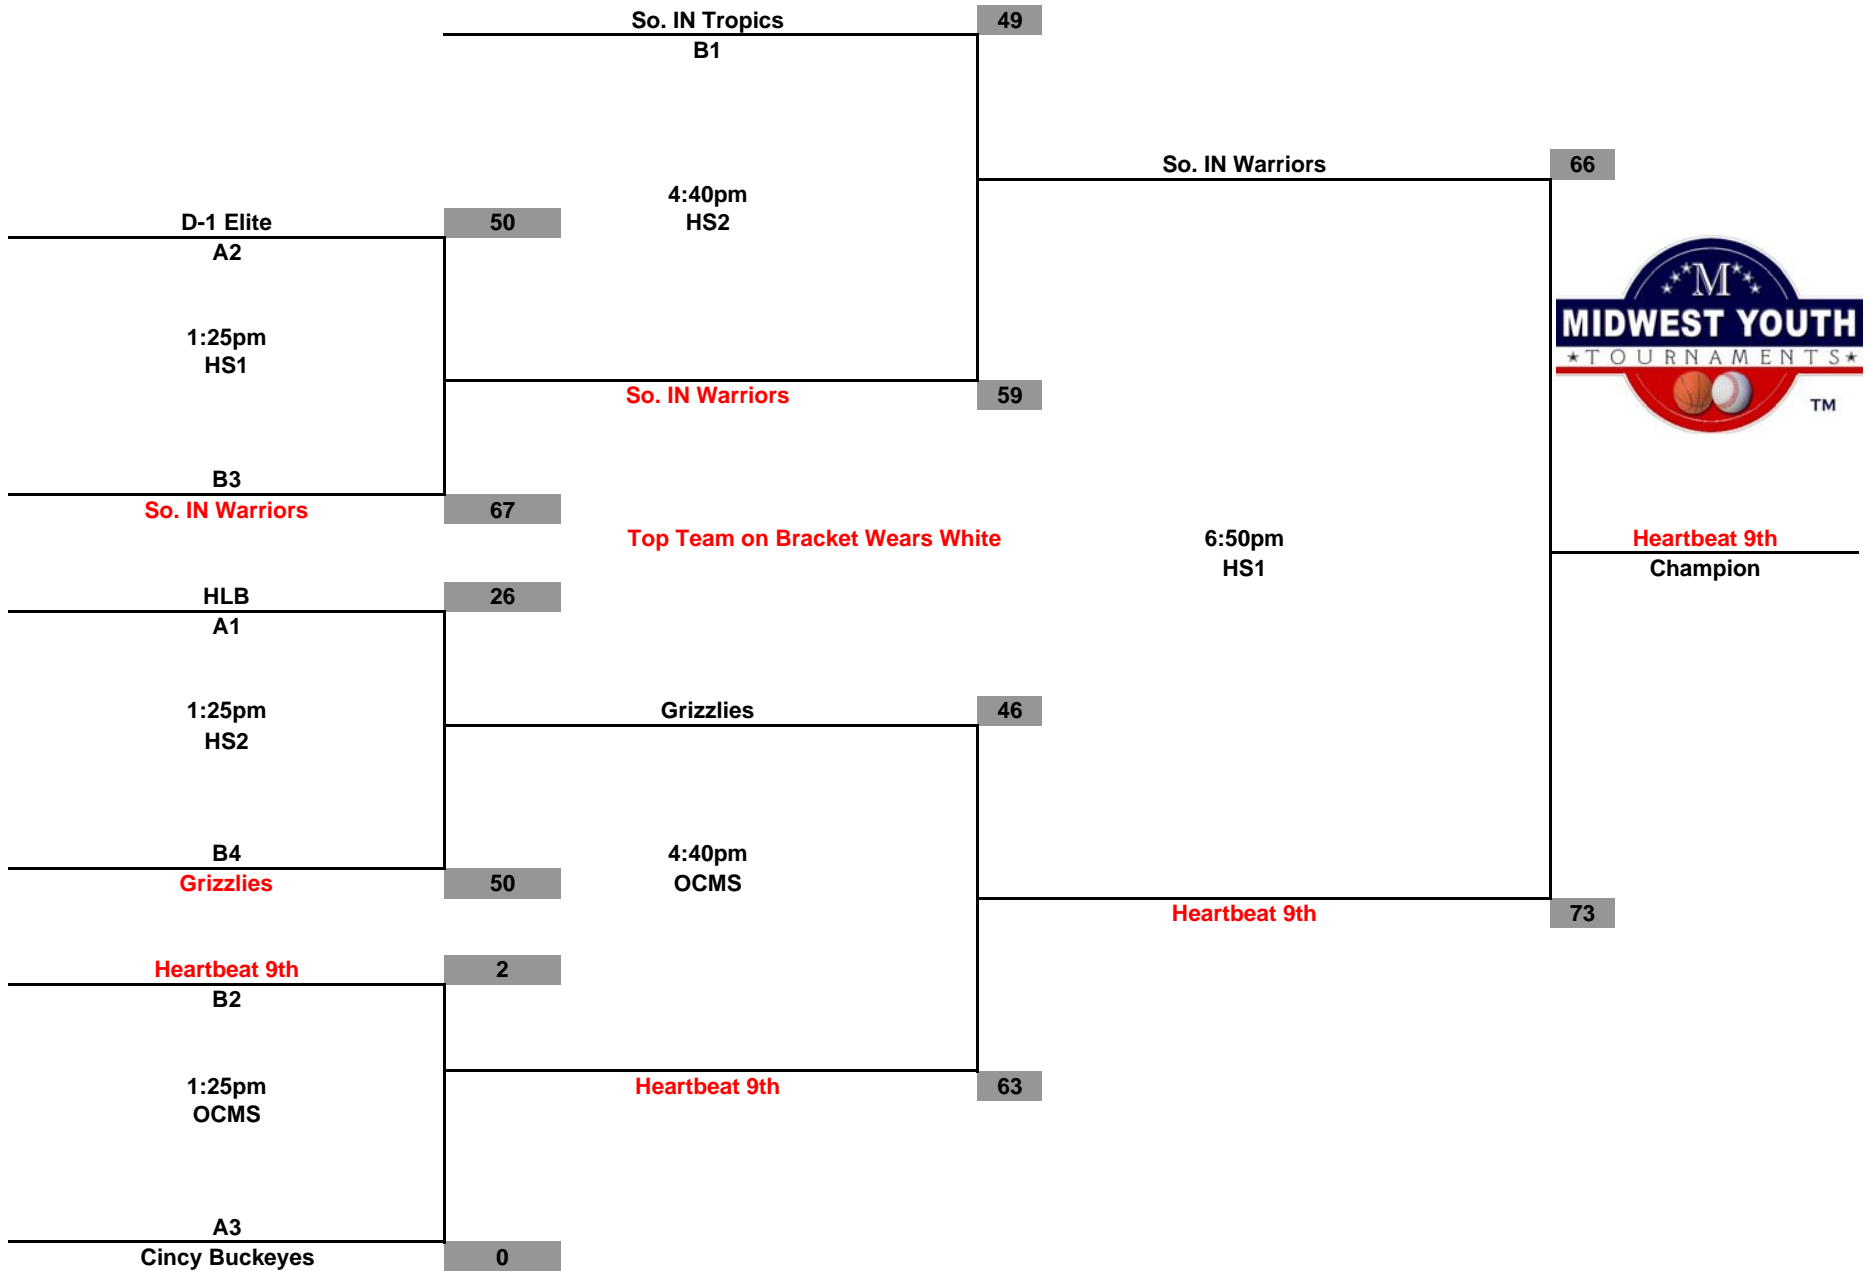 So. IN Tropics 49
B1
So. IN Warriors 66
4:40pm
D-1 Elite 50 HS2
A2
M
MIDWEST YOUTH
1:25pm
★TOURNAMENTS★
HS1
So. IN Warriors 59
TM
B3
So. IN Warriors 67
Top Team on Bracket Wears White 6:50pm Heartbeat 9th
HS1 Champion
HLB 26
A1
1:25pm Grizzlies 46
HS2
B4 4:40pm
Grizzlies 50 OCMS
Heartbeat 9th 73
Heartbeat 9th 2
B2
1:25pm Heartbeat 9th 63
OCMS
A3
Cincy Buckeyes 0